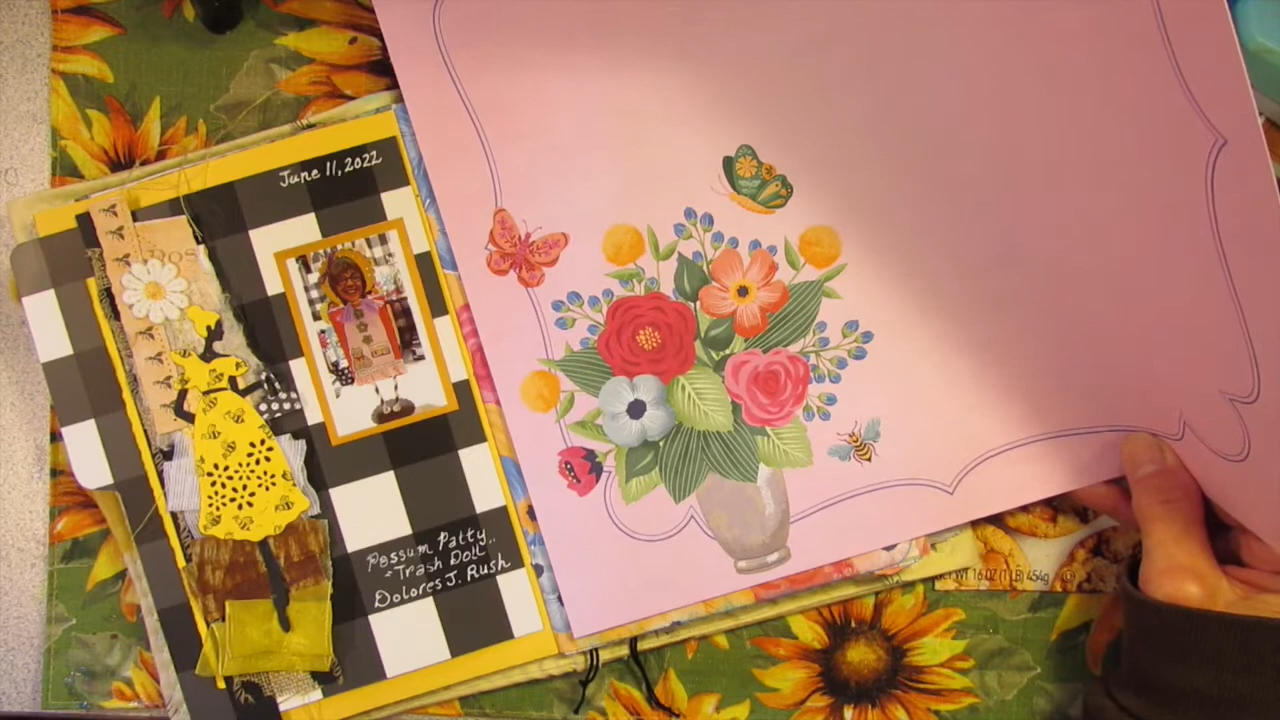 June 11, 2022
Possum Patty..
-Trash Doll
Dolores J. Rush
NET WT 16 OZ (1 LB) 454g